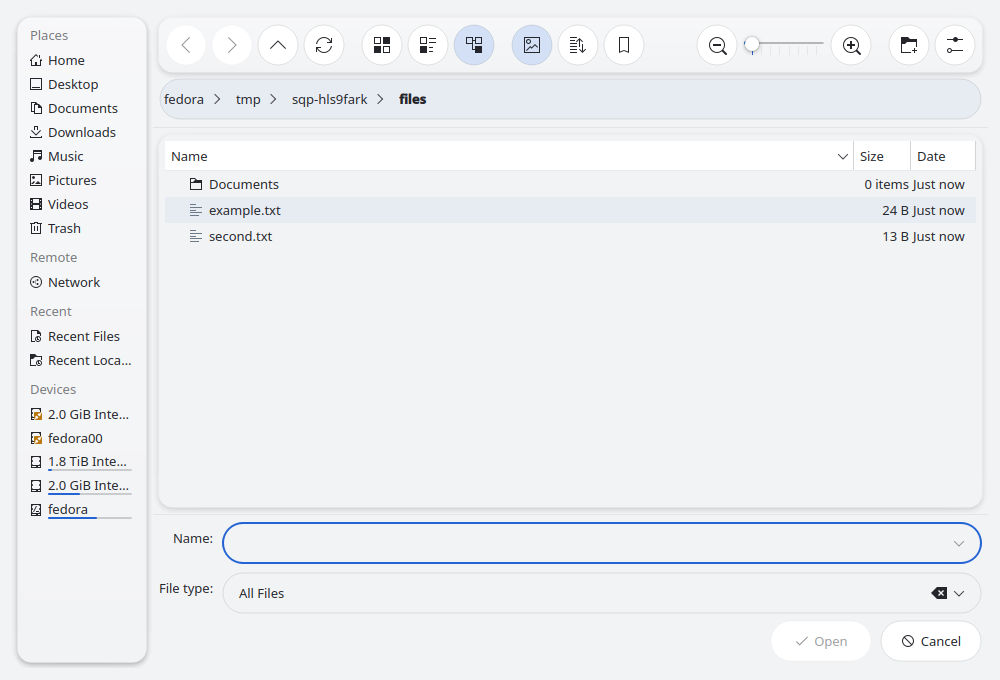 Places
Home
Desktop
Documents
Downloads
Music
Pictures
Videos
Trash
Remote
Network
Recent
Recent Files
Recent Loca...
Devices
2.0 GiB Inte...
fedora00
1.8 TiB Inte...
2.0 GiB Inte...
fedora
fedora > tmp > sqp-hls9fark > files
Name Size Date
Documents 0 items Just now
example.txt 24 B Just now
second.txt 13 B Just now
Name:
File type: All Files
Open Cancel